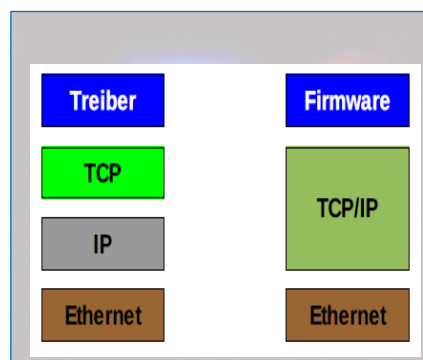 Treiber
Firmware
TCP
TCP/IP
IP
Ethernet
Ethernet